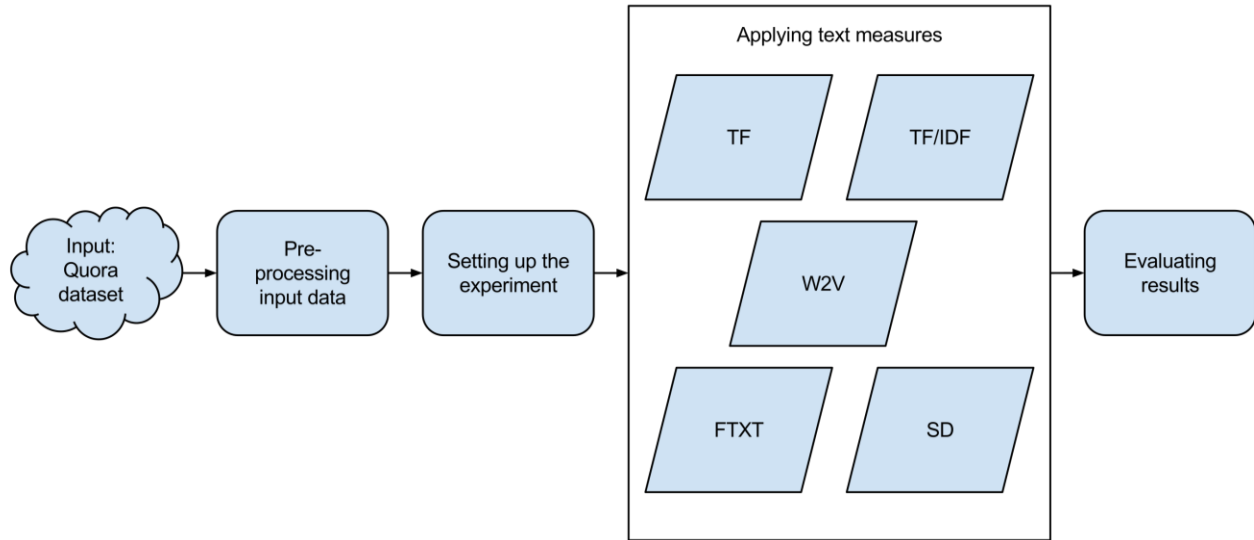 Input:
Quora
dataset
Pre-
processing
input data
Setting up the
experiment
Applying text measures
TF
TF/IDF
W2V
FTXT
SD
Evaluating
results